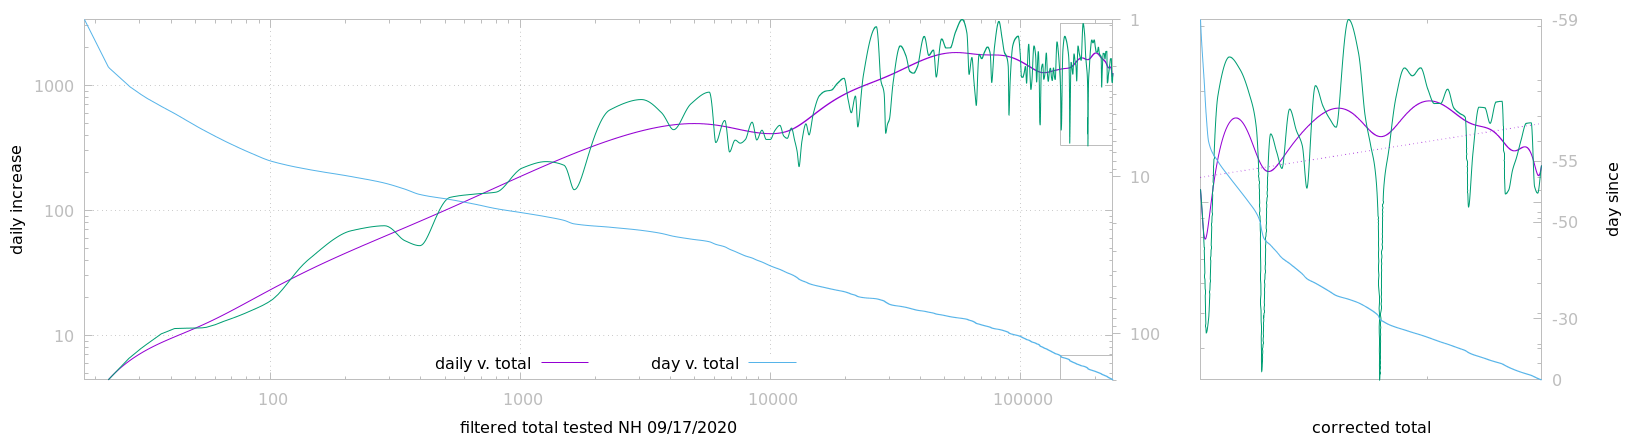 daily increase
1000
100
10
daily v. total
day v. total
100
1000
10000
100000
filtered total tested NH 09/17/2020
1
10
100
-59
-55
-50
-30
0
day since
corrected total